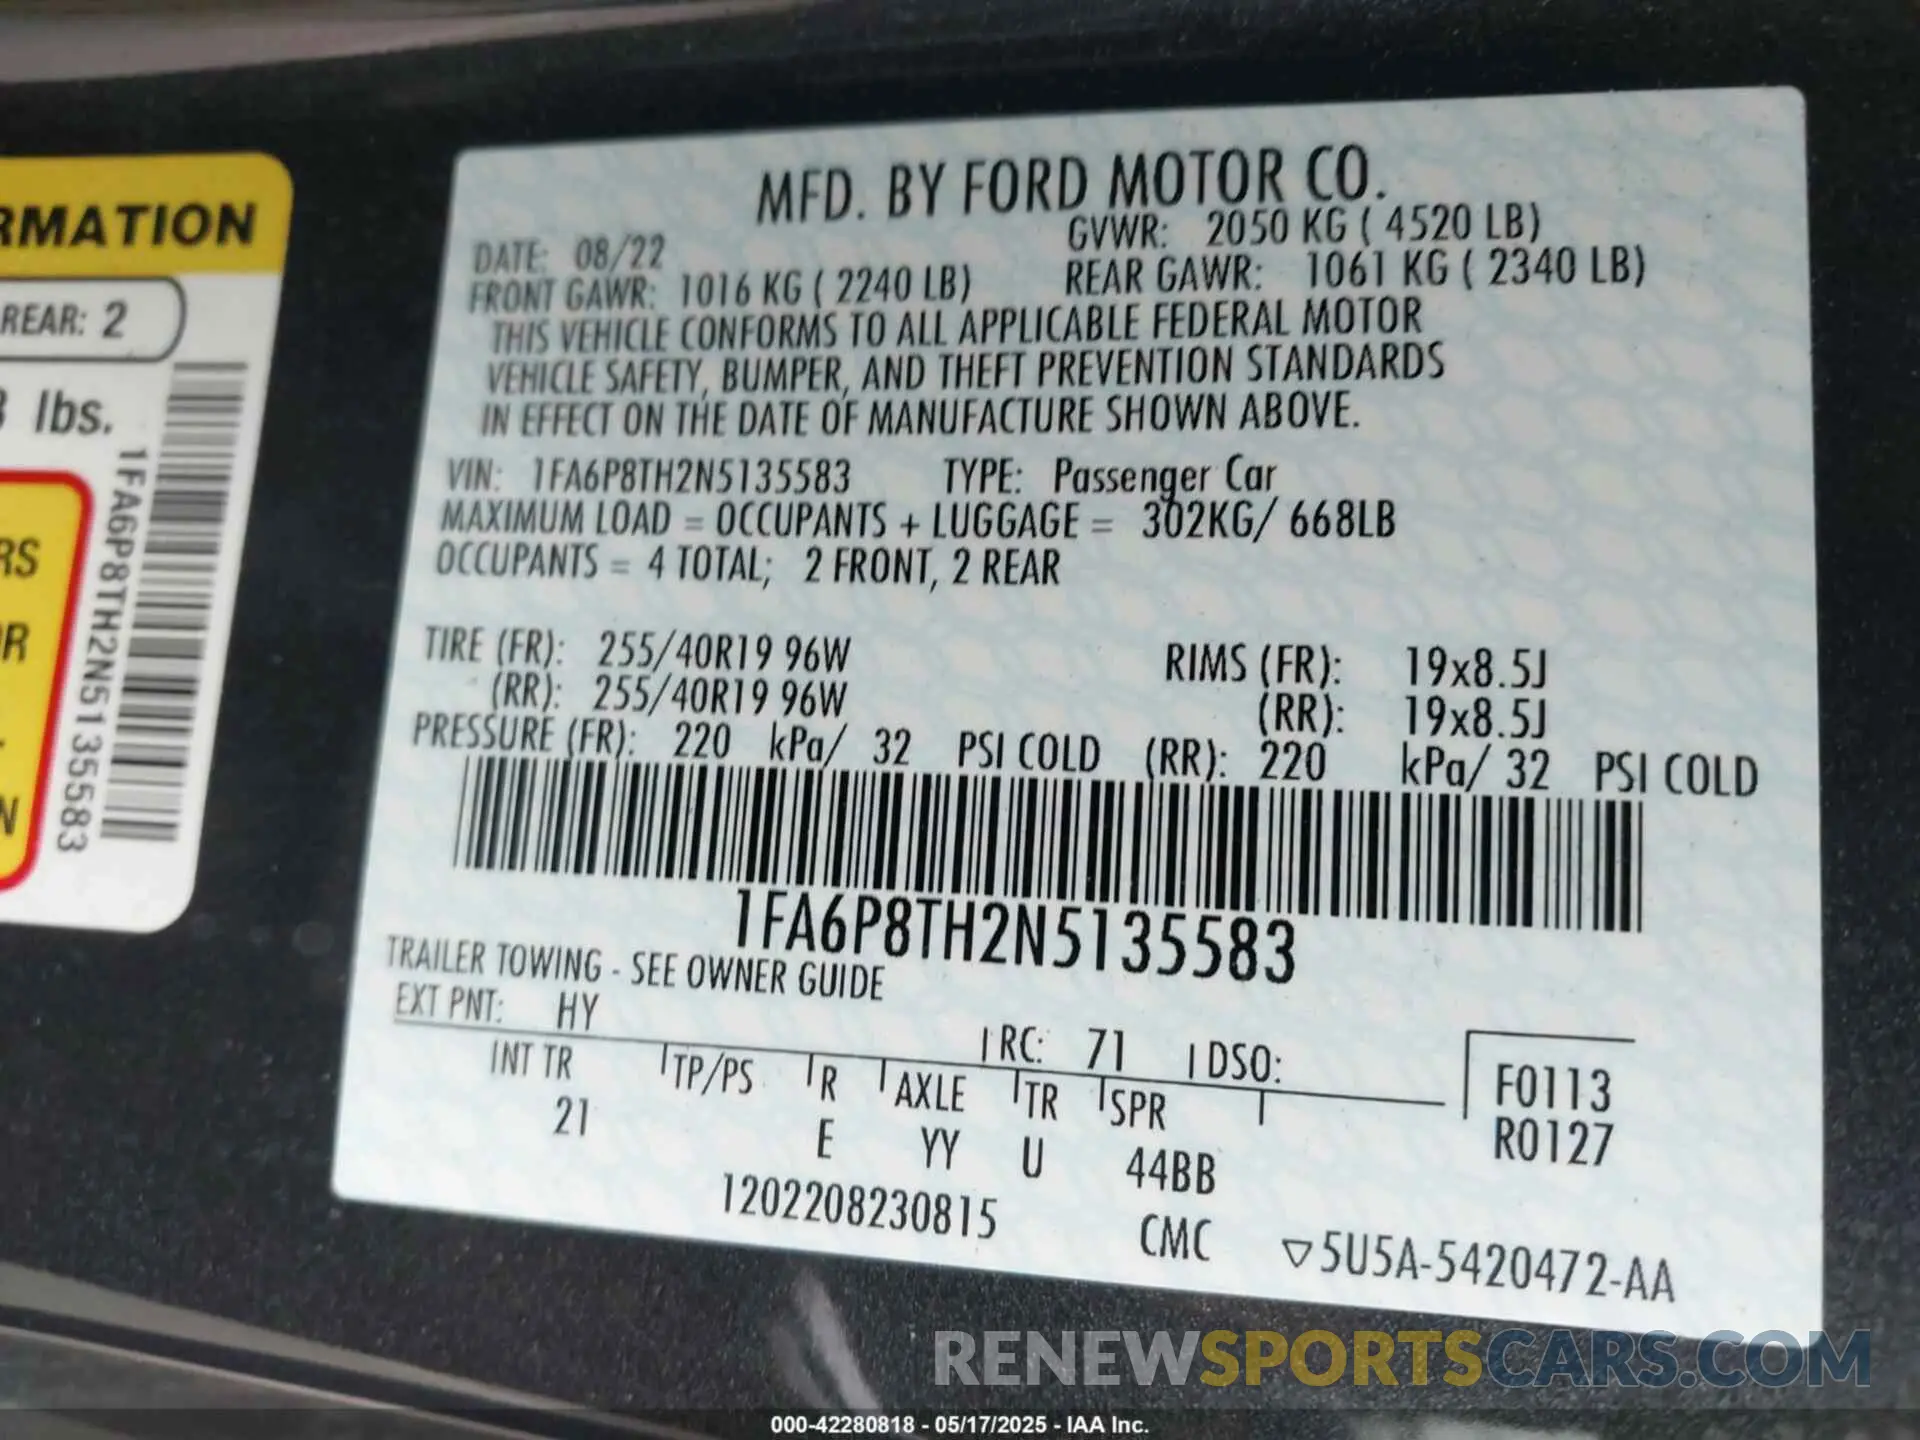 RMATION
REAR: 2
lbs.
1FA6P8TH2N5135583
RS
OR
N
MFD. BY FORD MOTOR CO.
DATE: 08/22 GVWR: 2050 KG ( 4520 LB)
FRONT GAWR: 1016 KG ( 2240 LB) REAR GAWR: 1061 KG ( 2340 LB)
THIS VEHICLE CONFORMS TO ALL APPLICABLE FEDERAL MOTOR
VEHICLE SAFETY, BUMPER, AND THEFT PREVENTION STANDARDS
IN EFFECT ON THE DATE OF MANUFACTURE SHOWN ABOVE.
VIN: 1FA6P8TH2N5135583 TYPE: Passenger Car
MAXIMUM LOAD = OCCUPANTS + LUGGAGE = 302KG/ 668LB
OCCUPANTS = 4 TOTAL; 2 FRONT, 2 REAR
TIRE (FR): 255/40R19 96W RIMS (FR): 19x8.5J
(RR): 255/40R19 96W (RR): 19x8.5J
PRESSURE (FR): 220 kPa/ 32 PSI COLD (RR): 220 kPa/ 32 PSI COLD
1FA6P8TH2N5135583
TRAILER TOWING - SEE OWNER GUIDE
EXT PNT: HY RC: 71 DSO:
INT TR TP/PS R AXLE TR SPR
21 E YY U 44BB
F0113
R0127
1202208230815 CMC ▽5U5A-5420472-AA
RENEWSPORTSCARS.COM
000-42280818 - 05/17/2025 - IAA Inc.